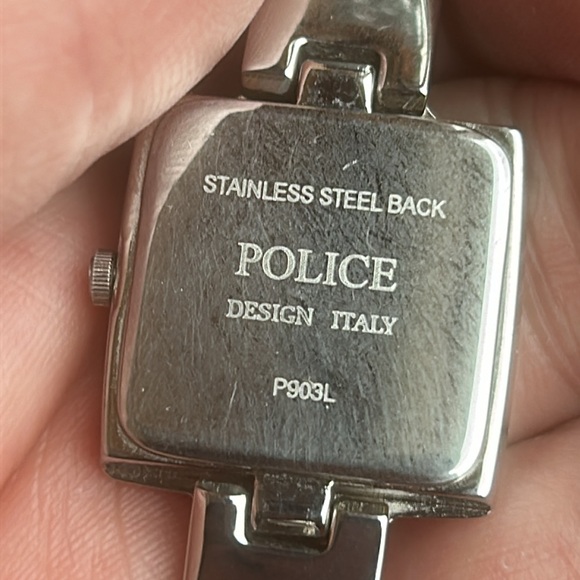 STAINLESS STEEL BACK
POLICE
DESIGN ITALY
P903L